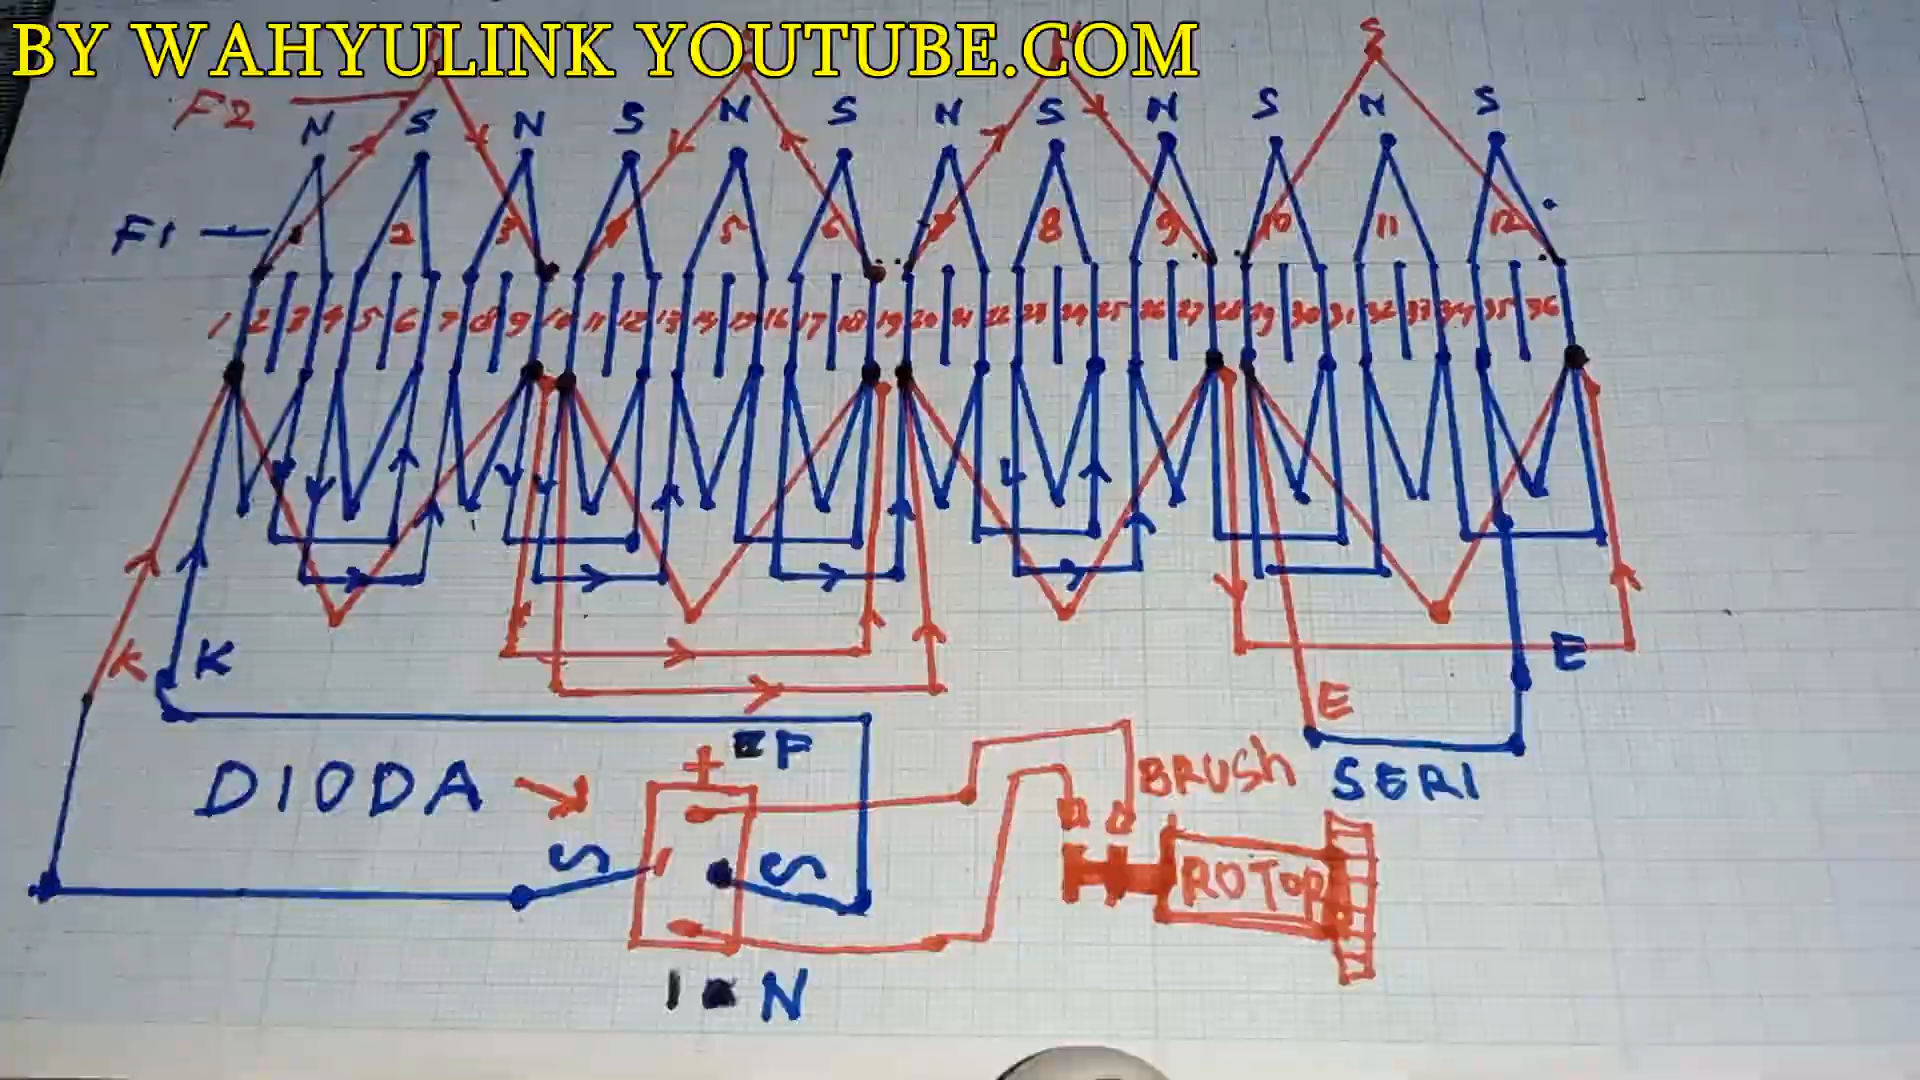 BY WAHYULINK YOUTUBE.COM
S
F2
N S N S N S N S N S N S
F1
2 3 5 6 8 9 10 11 12
1 2 3 4 5 6 7 8 9 10 11 12 13 14 15 16 17 18 19 20 21 22 23 24 25 26 27 28 29 30 31 32 33 34 35 36
K K E
E
+ F
DIODA
BRUSH
SERI
S S
ROTOR
1 N